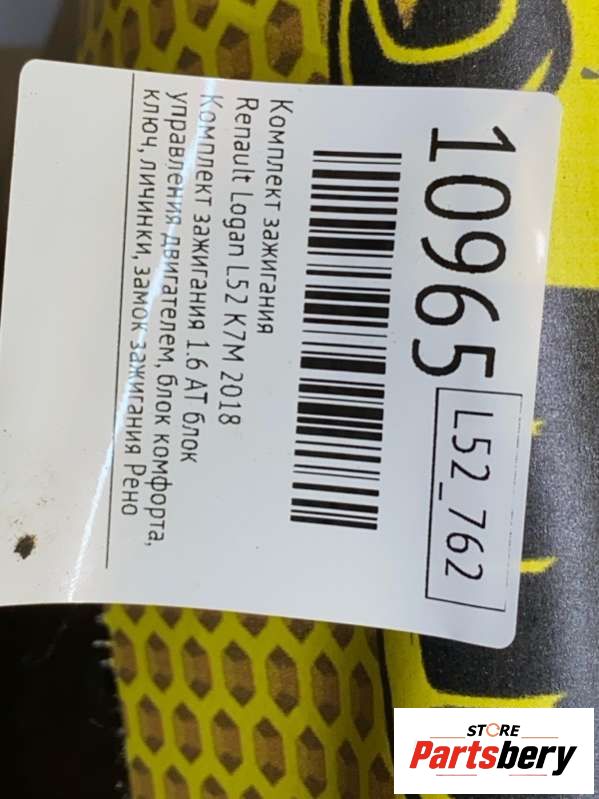 10965
L52_762
Комплект зажигания
Renault Logan L52 K7M 2018
Комплект зажигания 1.6 АТ блок
управления двигателем, блок комфорта,
ключ, личинки, замок зажигания Рено
STORE
Partsbery